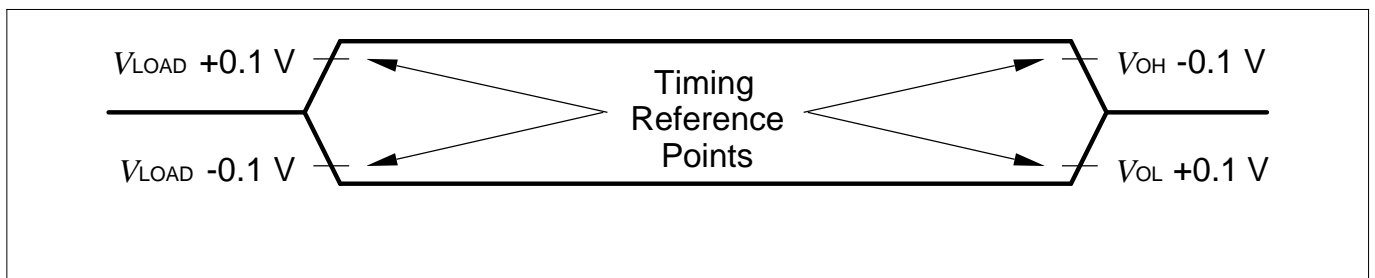 VLOAD +0.1 V
VLOAD -0.1 V
Timing
Reference
Points
VOH -0.1 V
VOL +0.1 V